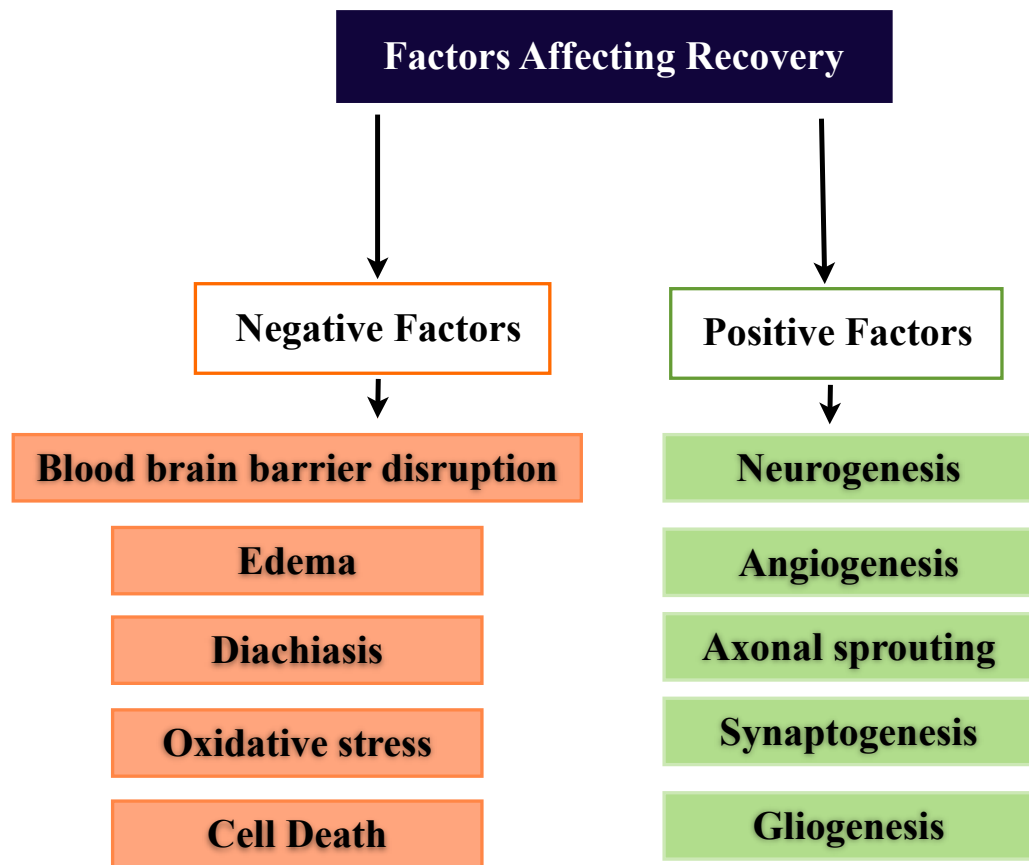 Factors Affecting Recovery
Negative Factors
Blood brain barrier disruption
Edema
Diachiasis
Oxidative stress
Cell Death
Positive Factors
Neurogenesis
Angiogenesis
Axonal sprouting
Synaptogenesis
Gliogenesis